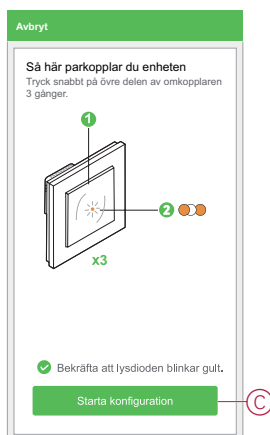 Avbryt
Så här parkopplar du enheten
Tryck snabbt på övre delen av omkopplaren
3 gånger.
1
2
x3
Bekräfta att lysdioden blinkar gult.
Starta konfiguration
C